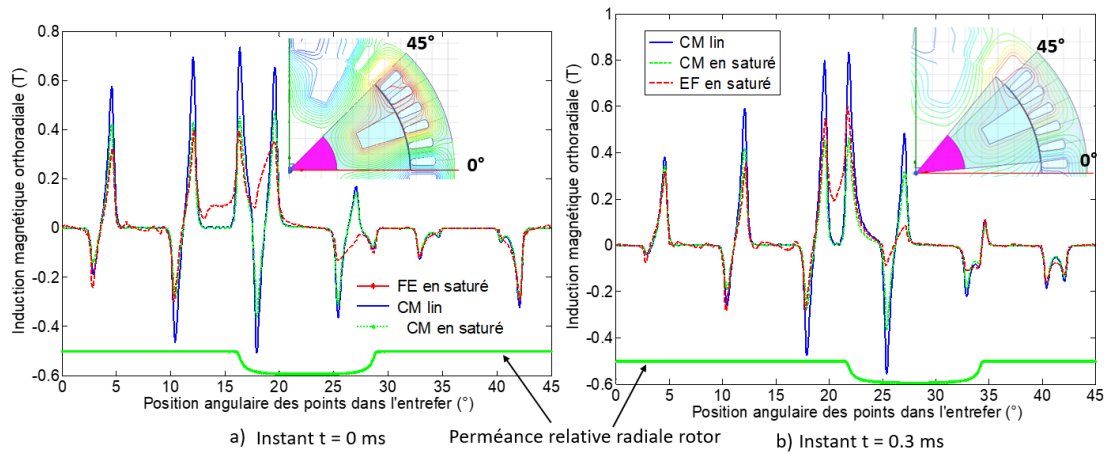 Induction magnétique orthoradiale (T)
0.8
0.6
0.4
0.2
0
-0.2
-0.4
-0.6
0 5 10 15 20 25 30 35 40 45
Position angulaire des points dans l'entrefer (°)
45°
0°
FE en saturé
CM lin
CM en saturé
a) Instant t = 0 ms
Perméance relative radiale rotor
Induction magnétique orthoradiale (T)
1
0.8
0.6
0.4
0.2
0
-0.2
-0.4
-0.6
0 5 10 15 20 25 30 35 40 45
Position angulaire des points dans l'entrefer (°)
CM lin
CM en saturé
EF en saturé
45°
0°
b) Instant t = 0.3 ms